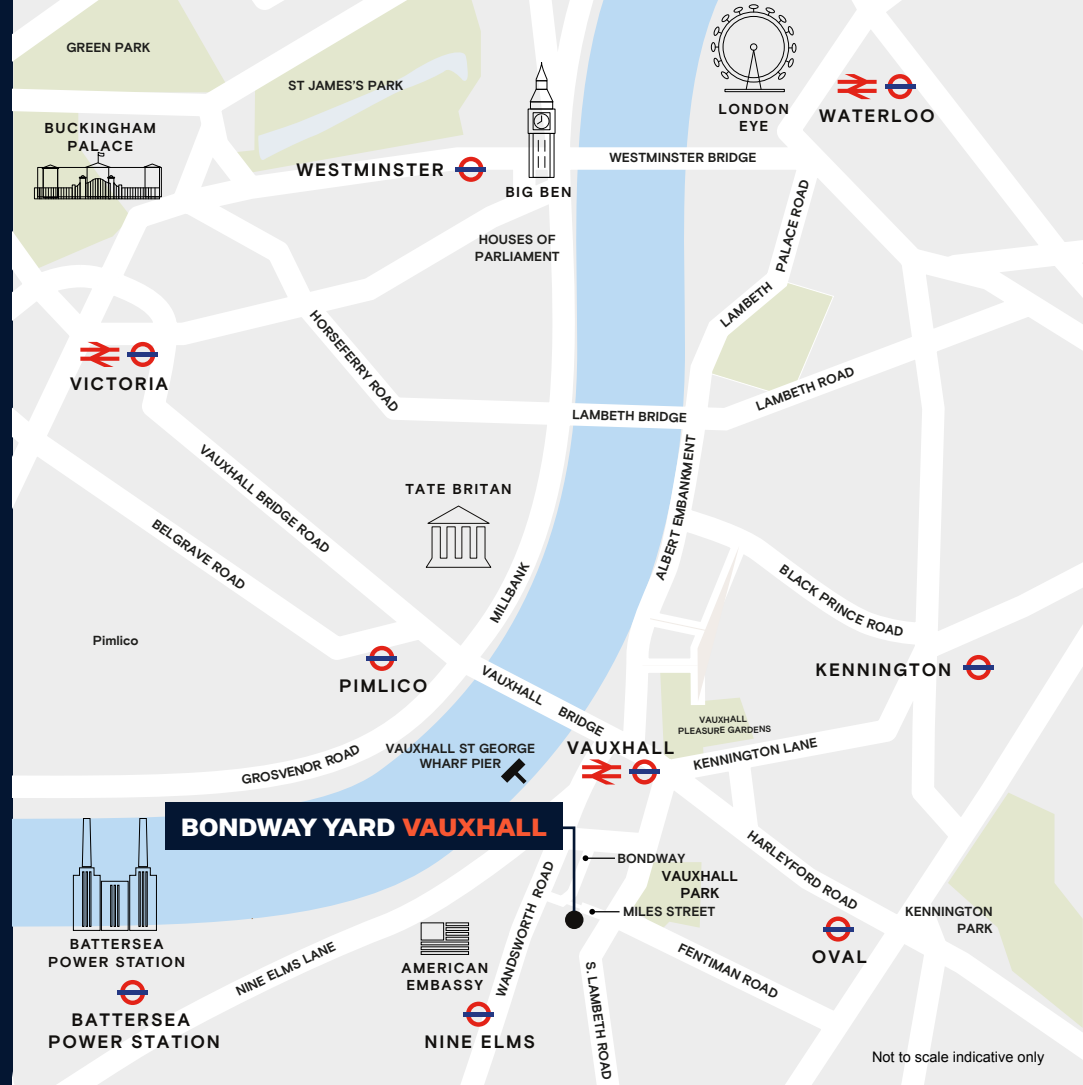 GREEN PARK
ST JAMES'S PARK
LONDON
EYE
WATERLOO
BUCKINGHAM
PALACE
WESTMINSTER
BIG BEN
WESTMINSTER BRIDGE
HOUSES OF
PARLIAMENT
LAMBETH PALACE ROAD
HORSEFERRY ROAD
VICTORIA
LAMBETH BRIDGE
LAMBETH ROAD
VAUXHALL BRIDGE ROAD
BELGRAVE ROAD
TATE BRITAN
MILLBANK
ALBERT EMBANKMENT
BLACK PRINCE ROAD
Pimlico
PIMLICO
KENNINGTON
VAUXHALL BRIDGE
VAUXHALL
PLEASURE GARDENS
GROSVENOR ROAD
VAUXHALL ST GEORGE
WHARF PIER
VAUXHALL
KENNINGTON LANE
BONDWAY YARD VAUXHALL
BONDWAY
VAUXHALL
PARK
MILES STREET
HARLEYFORD ROAD
KENNINGTON
PARK
OVAL
BATTERSEA
POWER STATION
BATTERSEA
POWER STATION
NINE ELMS LANE
AMERICAN
EMBASSY
WANDSWORTH ROAD
NINE ELMS
S. LAMBETH ROAD
FENTIMAN ROAD
Not to scale indicative only